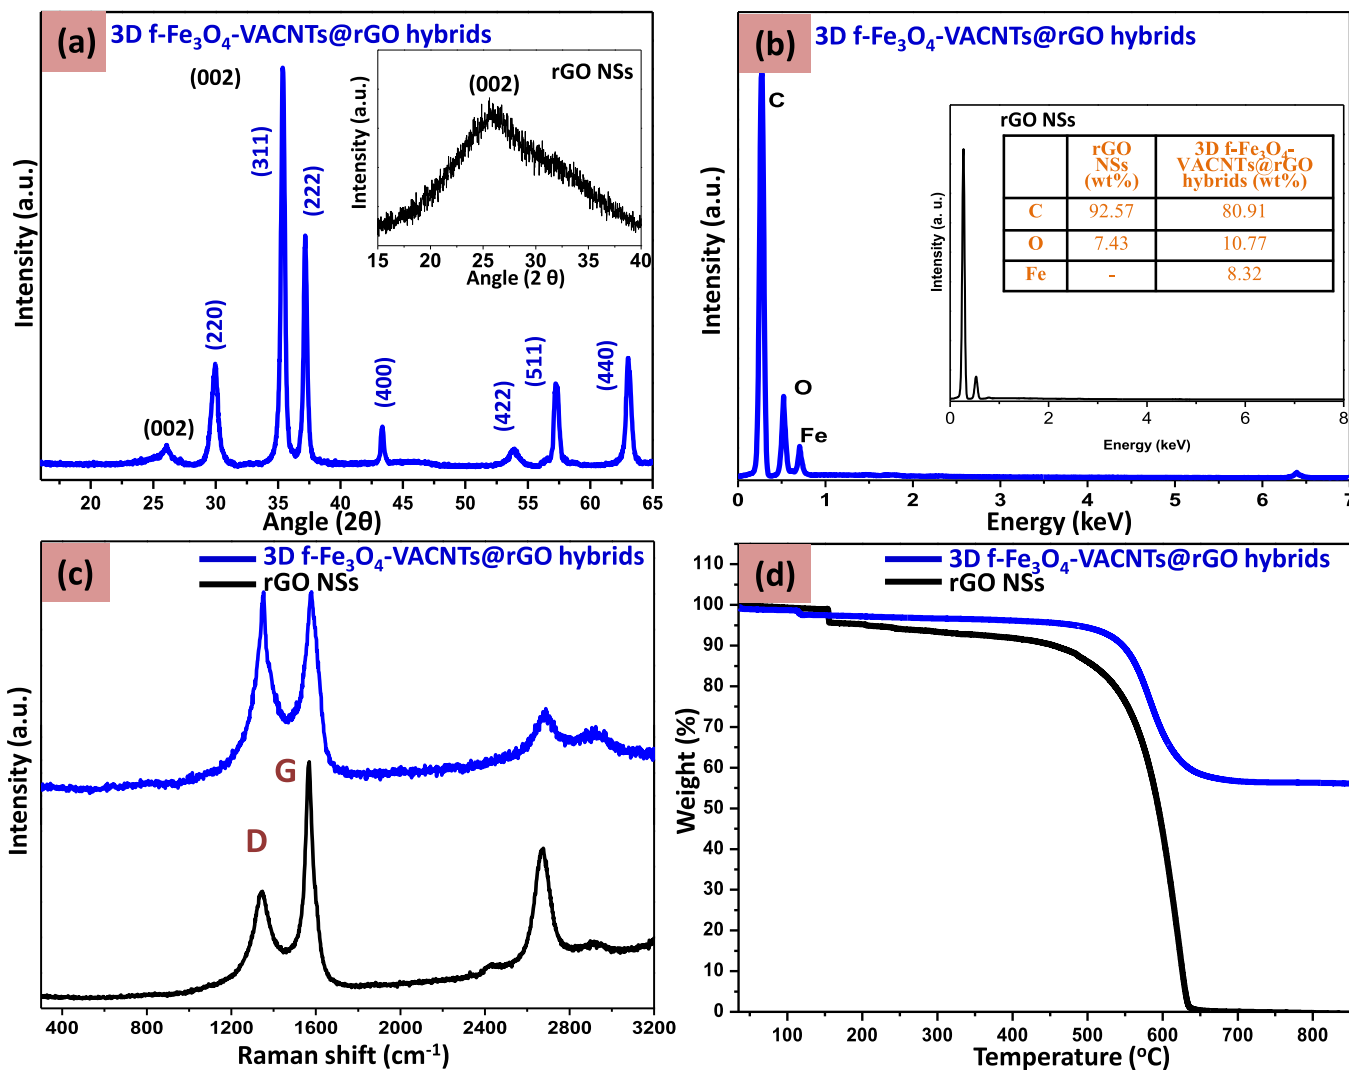 (a)
3D f-Fe₃O₄-VACNTs@rGO hybrids
(002)
(311)
(222)
(220)
(002)
(400)
(422)
(511)
(440)
Intensity (a.u.)
20 25 30 35 40 45 50 55 60 65
Angle (2θ)
rGO NSs
(002)
Intensity (a.u.)
15 20 25 30 35 40
Angle (2 θ)
(b)
3D f-Fe₃O₄-VACNTs@rGO hybrids
C
O
Fe
Intensity (a.u.)
0 1 2 3 4 5 6 7
Energy (keV)
rGO NSs
rGO NSs (wt%)
3D f-Fe₃O₄-VACNTs@rGO hybrids (wt%)
C 92.57 80.91
O 7.43 10.77
Fe - 8.32
Intensity (a. u.)
0 2 4 6 8
Energy (keV)
(c)
3D f-Fe₃O₄-VACNTs@rGO hybrids
rGO NSs
G
D
Intensity (a.u.)
400 800 1200 1600 2000 2400 2800 3200
Raman shift (cm⁻¹)
(d)
3D f-Fe₃O₄-VACNTs@rGO hybrids
rGO NSs
110
100
90
80
70
60
50
40
30
20
10
0
Weight (%)
100 200 300 400 500 600 700 800
Temperature (°C)